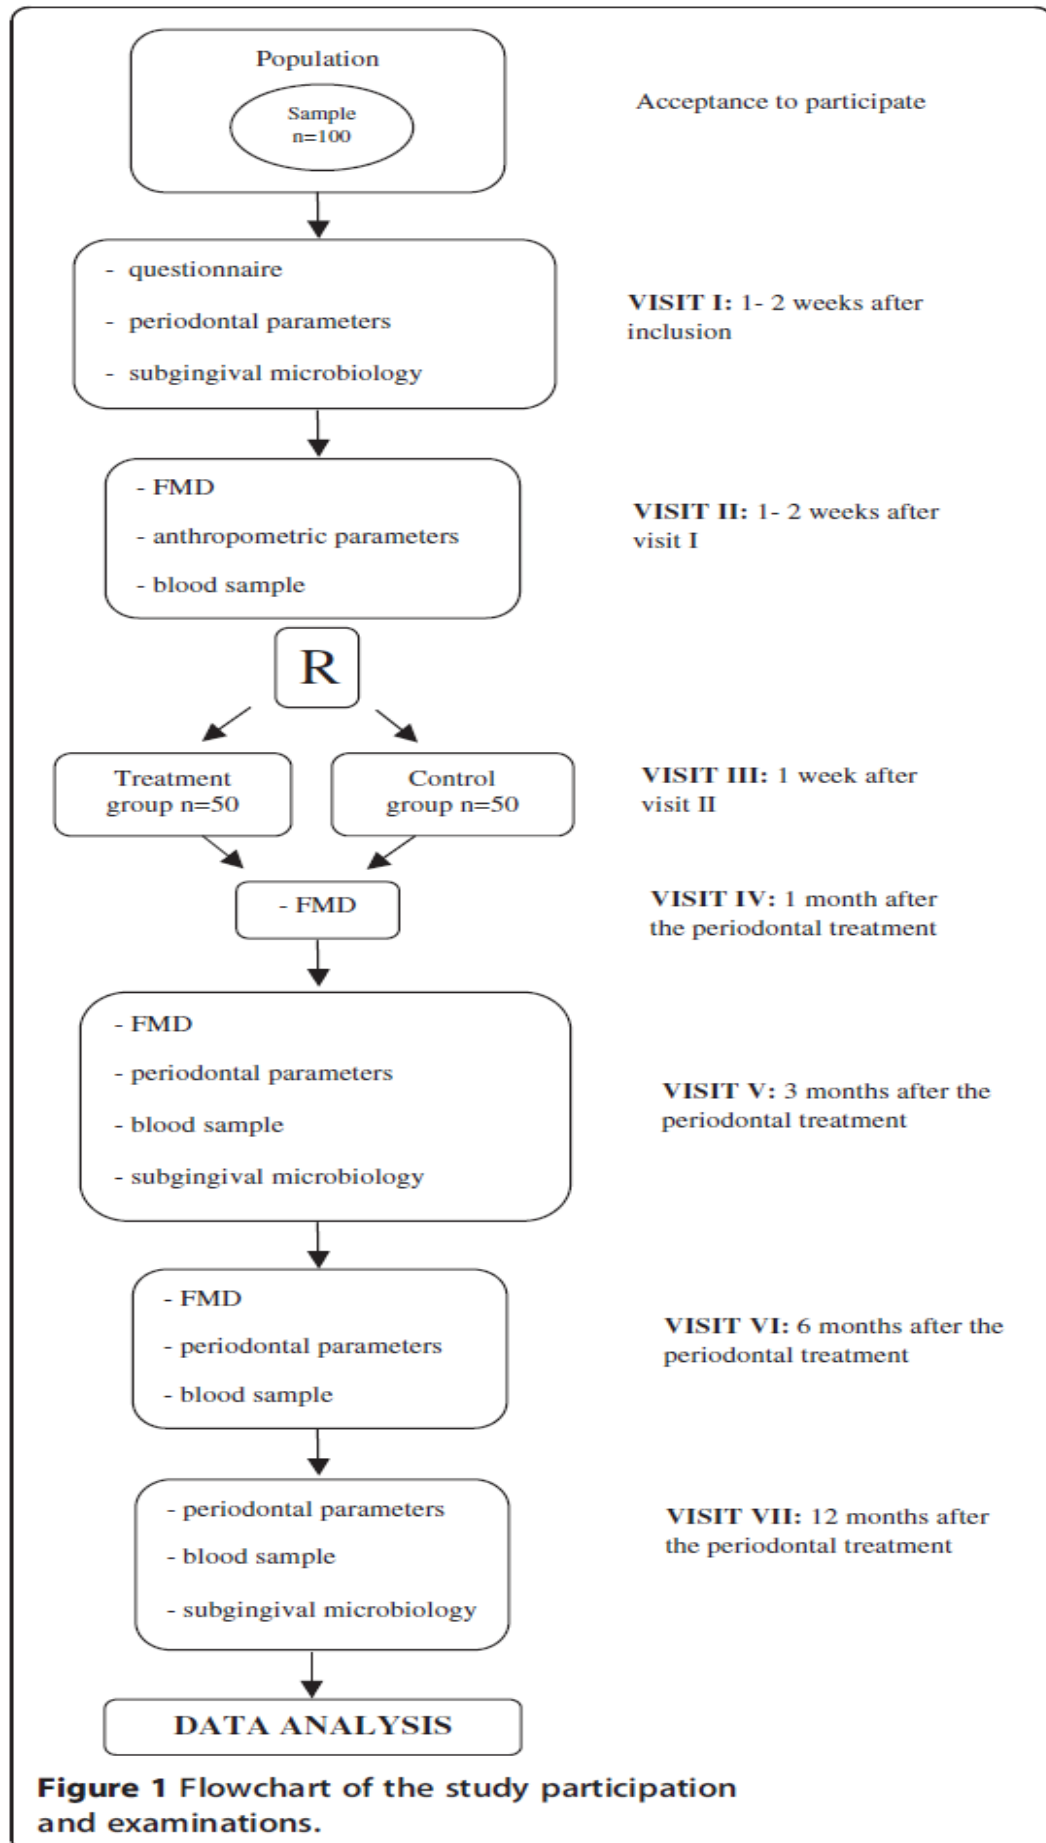 Population
Sample
n=100
Acceptance to participate
- questionnaire
- periodontal parameters
- subgingival microbiology
VISIT I: 1- 2 weeks after
inclusion
- FMD
- anthropometric parameters
- blood sample
VISIT II: 1- 2 weeks after
visit I
R
Treatment
group n=50
Control
group n=50
VISIT III: 1 week after
visit II
- FMD
VISIT IV: 1 month after
the periodontal treatment
- FMD
- periodontal parameters
- blood sample
- subgingival microbiology
VISIT V: 3 months after the
periodontal treatment
- FMD
- periodontal parameters
- blood sample
VISIT VI: 6 months after the
periodontal treatment
- periodontal parameters
- blood sample
- subgingival microbiology
VISIT VII: 12 months after
the periodontal treatment
DATA ANALYSIS
Figure 1 Flowchart of the study participation
and examinations.